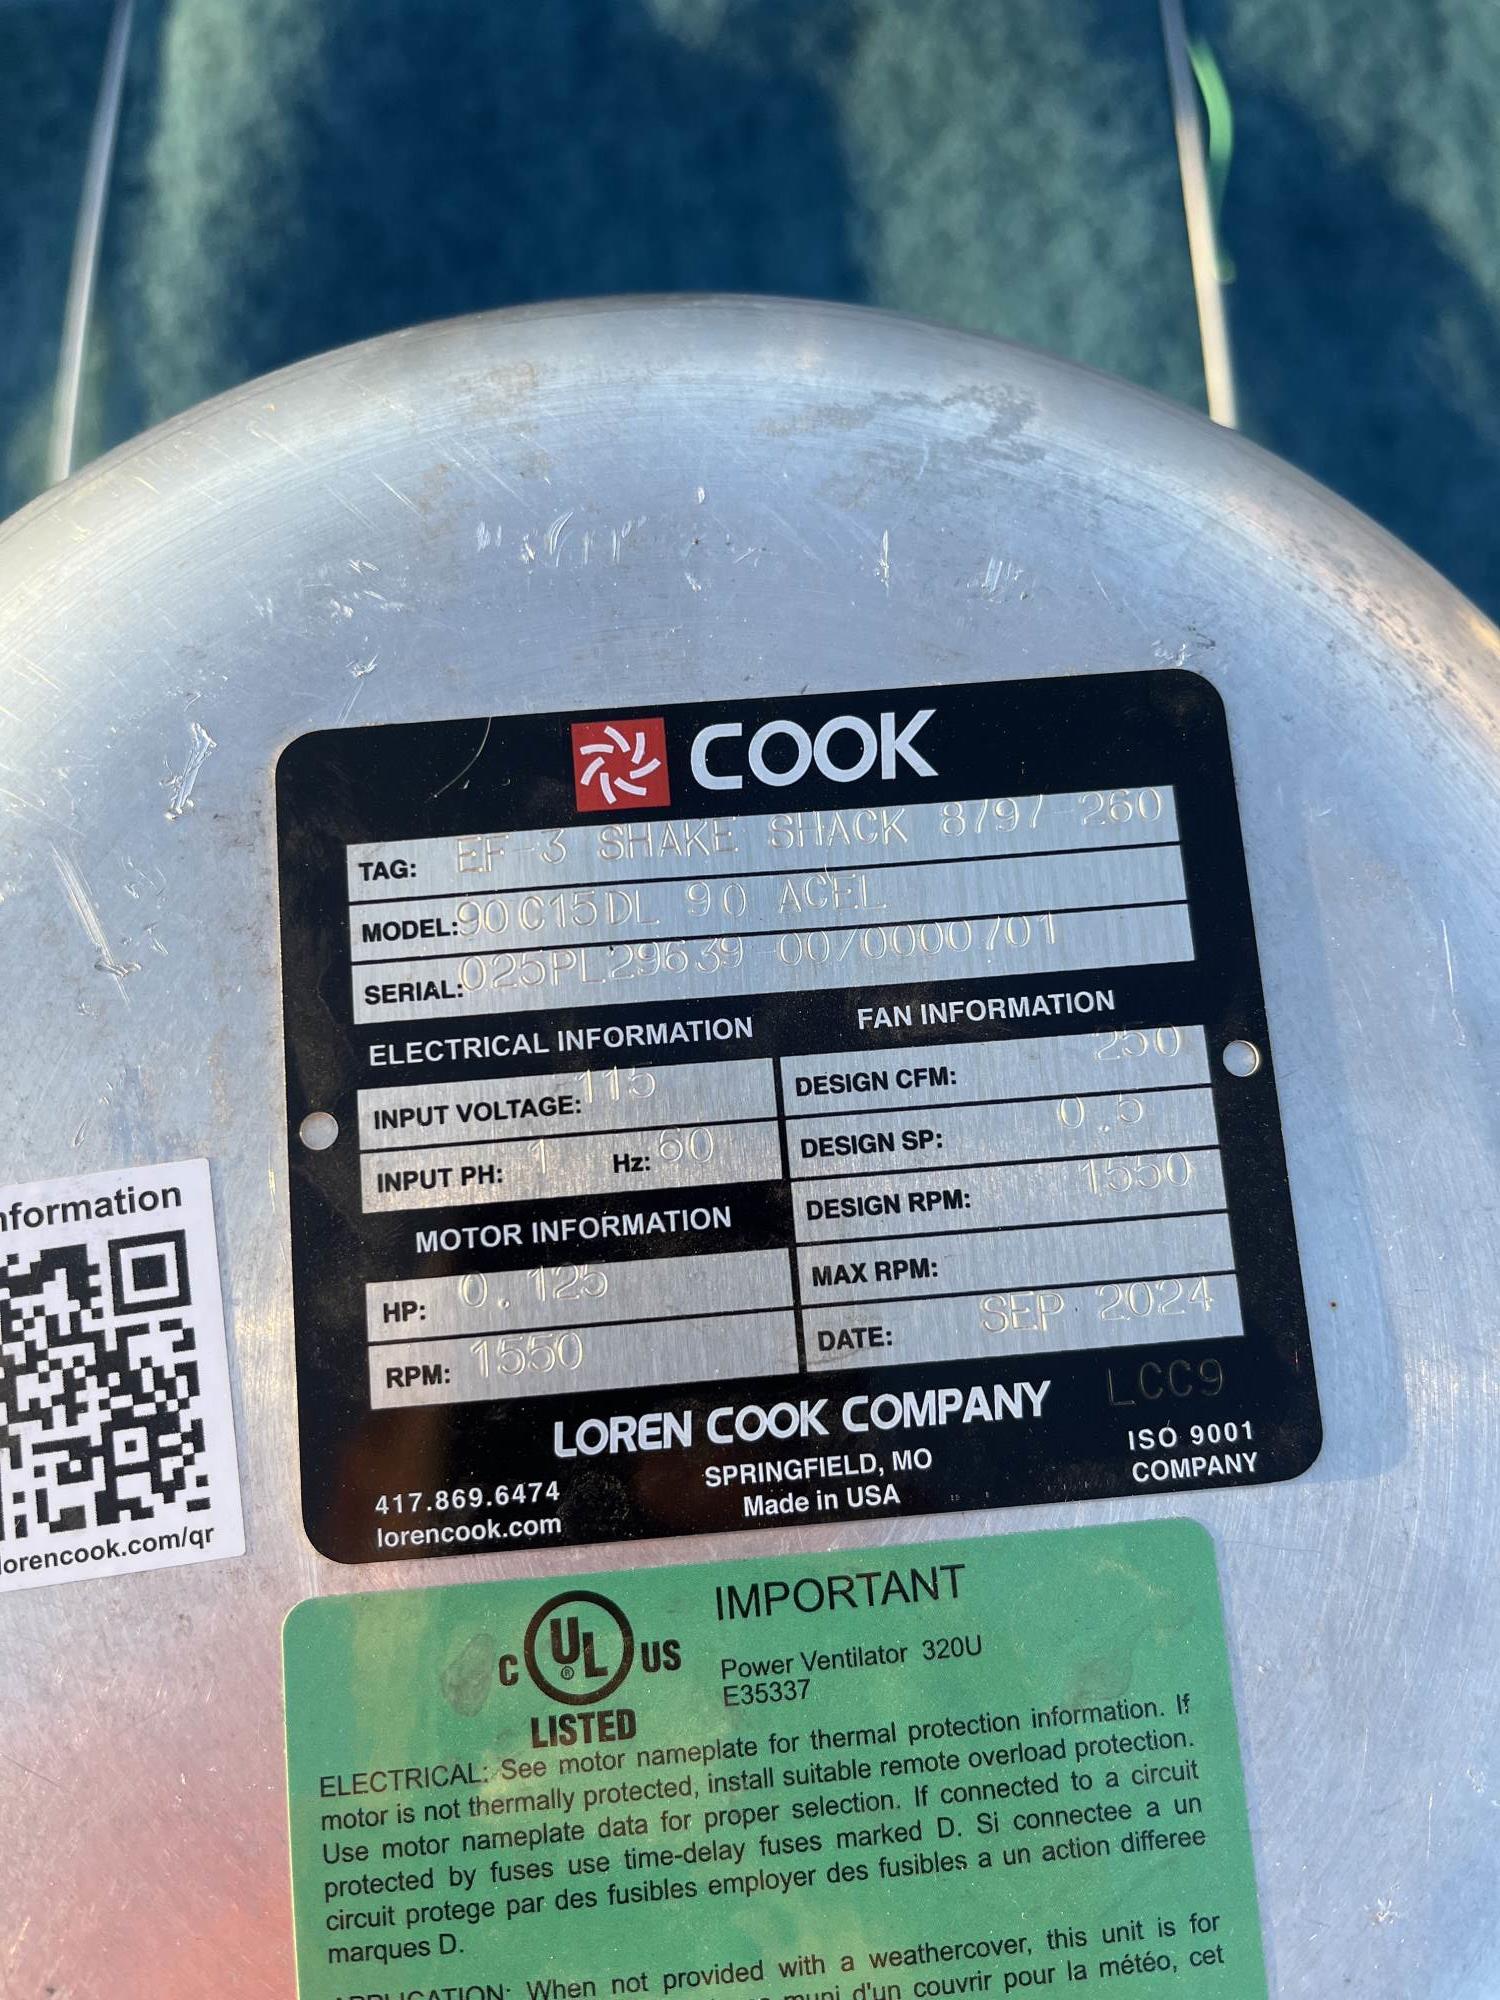 COOK
TAG: EF-3 SHAKE SHACK 8797-260
MODEL: 90C15DL 90 ACEL
SERIAL: 025PL29639-00/0000701
ELECTRICAL INFORMATION
INPUT VOLTAGE: 115
INPUT PH: 1 Hz: 60
MOTOR INFORMATION
HP: 0.125
RPM: 1550
FAN INFORMATION
DESIGN CFM: 250
DESIGN SP: 0.5
DESIGN RPM: 1550
MAX RPM:
DATE: SEP 2024
LCC9
LOREN COOK COMPANY
SPRINGFIELD, MO
Made in USA
417.869.6474
lorencook.com
ISO 9001
COMPANY
nformation
lorencook.com/qr
C UL® US
LISTED
IMPORTANT
Power Ventilator 320U
E35337
ELECTRICAL: See motor nameplate for thermal protection information. If
motor is not thermally protected, install suitable remote overload protection.
Use motor nameplate data for proper selection. If connected to a circuit
protected by fuses use time-delay fuses marked D. Si connectee a un
circuit protege par des fusibles employer des fusibles a un action differee
marques D.
APPLICATION: When not provided with a weathercover, this unit is for
muni d'un couvrir pour la météo, cet